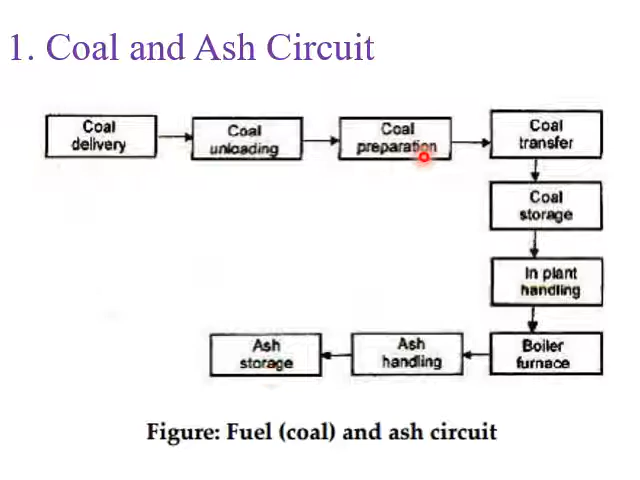 1. Coal and Ash Circuit
Coal
delivery
Coal
unloading
Coal
preparation
Coal
transfer
Coal
storage
In plant
handling
Boiler
furnace
Ash
handling
Ash
storage
Figure: Fuel (coal) and ash circuit